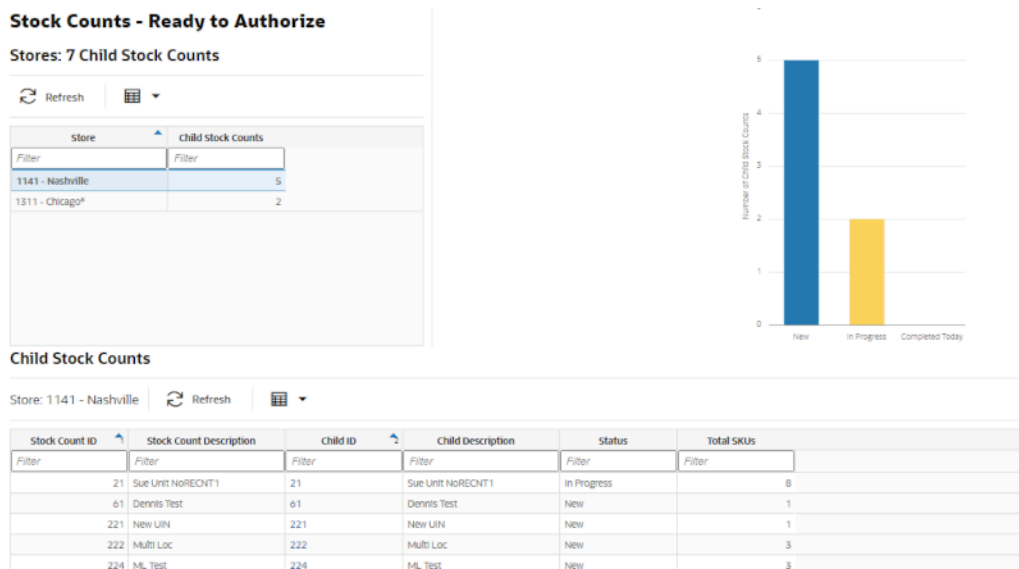 Stock Counts - Ready to Authorize
Stores: 7 Child Stock Counts
Refresh
Store Child Stock Counts
Filter Filter
1141 - Nashville 5
1311 - Chicago* 2
5
4
3
2
1
0
Number of Child Stock Counts
New In Progress Completed Today
Child Stock Counts
Store: 1141 - Nashville Refresh
Stock Count ID 1 Stock Count Description Child ID 2 Child Description Status Total SKUs
Filter Filter Filter Filter Filter Filter
21 Sue Unit NoRECNT1 21 Sue Unit NoRECNT1 In Progress 8
61 Dennis Test 61 Dennis Test New 1
221 New UIN 221 New UIN New 1
222 Multi Loc 222 Multi Loc New 3
224 ML Test 224 ML Test New 3